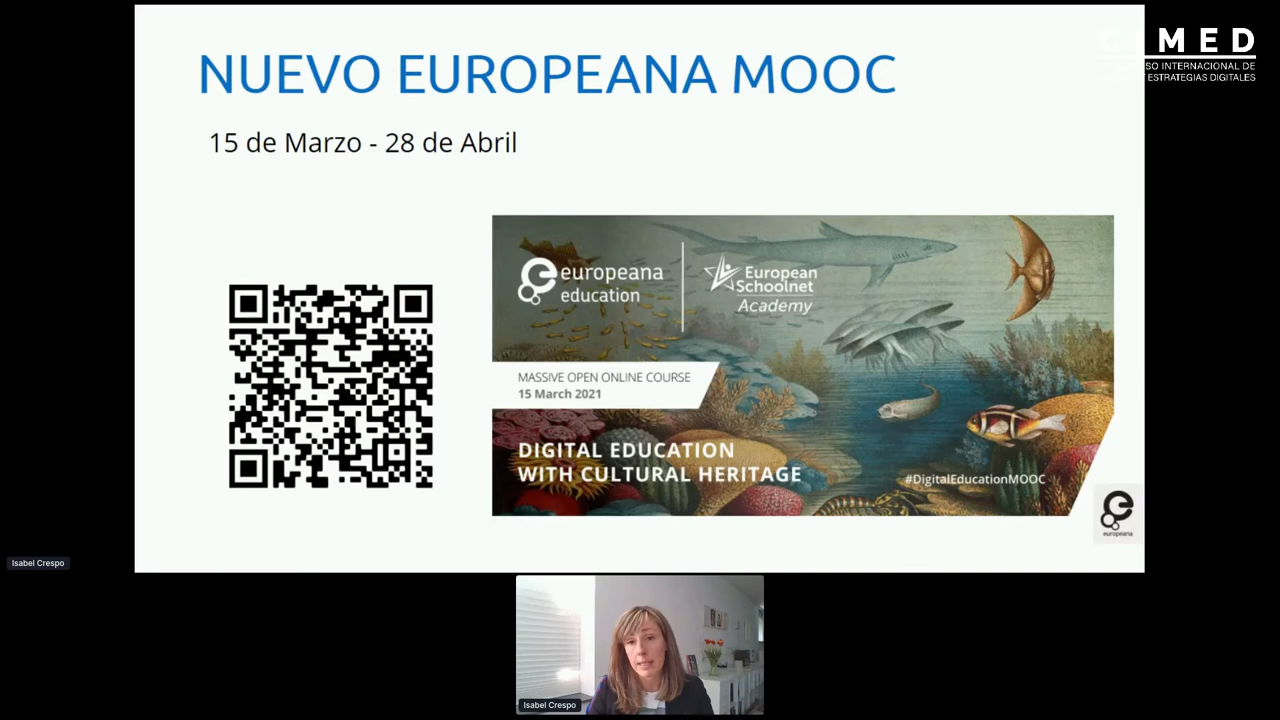 NUEVO EUROPEANA MOOC
15 de Marzo - 28 de Abril
MED
SO INTERNACIONAL DE
ESTRATEGIAS DIGITALES
europeana
education
European
Schoolnet
Academy
MASSIVE OPEN ONLINE COURSE
15 March 2021
DIGITAL EDUCATION
WITH CULTURAL HERITAGE
#DigitalEducationMOOC
europeana
Isabel Crespo
Isabel Crespo